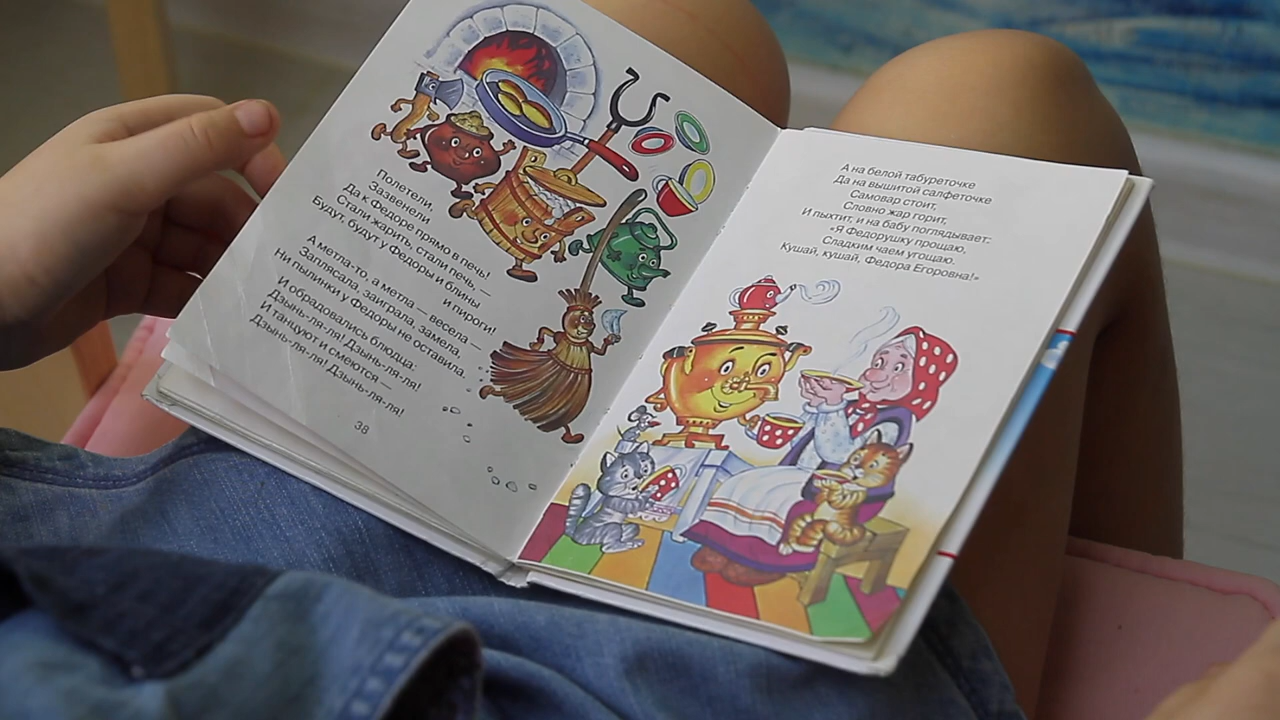 Полетели,
Зазвенели
Да к Федоре прямо в печь!
Стали жарить, стали печь, —
Будут, будут у Федоры и блины
и пироги!
А метла-то, а метла — весела —
Заплясала, заиграла, замела,
Ни пылинки у Федоры не оставила.
И обрадовались блюдца:
Дзынь-ля-ля! Дзынь-ля-ля!
И танцуют и смеются —
Дзынь-ля-ля! Дзынь-ля-ля!
38
А на белой табуреточке
Да на вышитой салфеточке
Самовар стоит,
Словно жар горит,
И пыхтит, и на бабу поглядывает:
«Я Федорушку прощаю,
Сладким чаем угощаю.
Кушай, кушай, Федора Егоровна!»